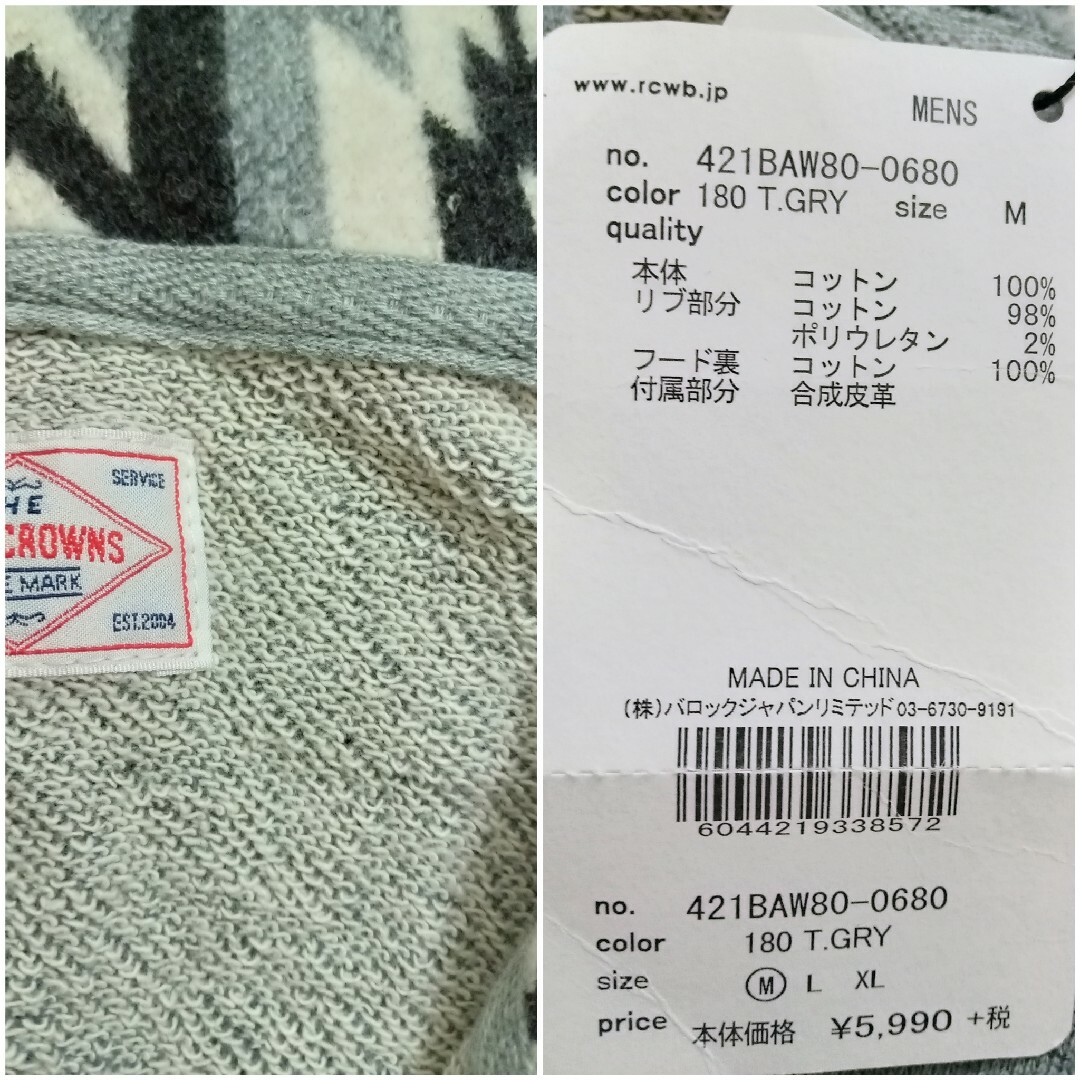 SERVICE
HE
CROWNS
E MARK
EST.2004
www.rcwb.jp
MENS
no. 421BAW80-0680
color 180 T.GRY size M
quality
本体 コットン 100%
リブ部分 コットン 98%
ポリウレタン 2%
フード裏 コットン 100%
付属部分 合成皮革
MADE IN CHINA
(株)バロックジャパンリミテッド03-6730-9191
6044219338572
no. 421BAW80-0680
color 180 T.GRY
size M L XL
price 本体価格 ¥5,990 +税